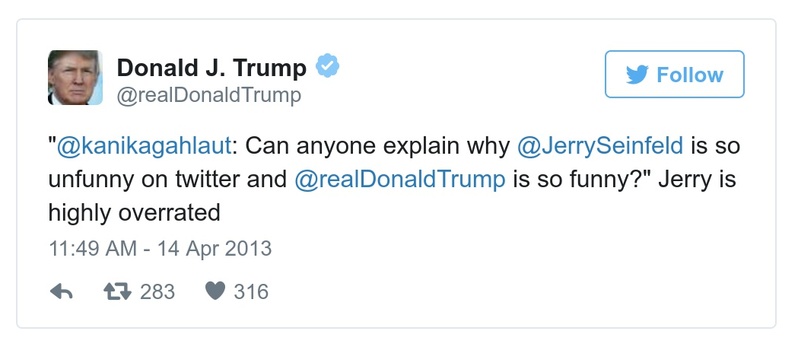 Donald J. Trump
@realDonaldTrump
Follow
"@kanikagahlaut: Can anyone explain why @JerrySeinfeld is so
unfunny on twitter and @realDonaldTrump is so funny?" Jerry is
highly overrated
11:49 AM - 14 Apr 2013
283 316